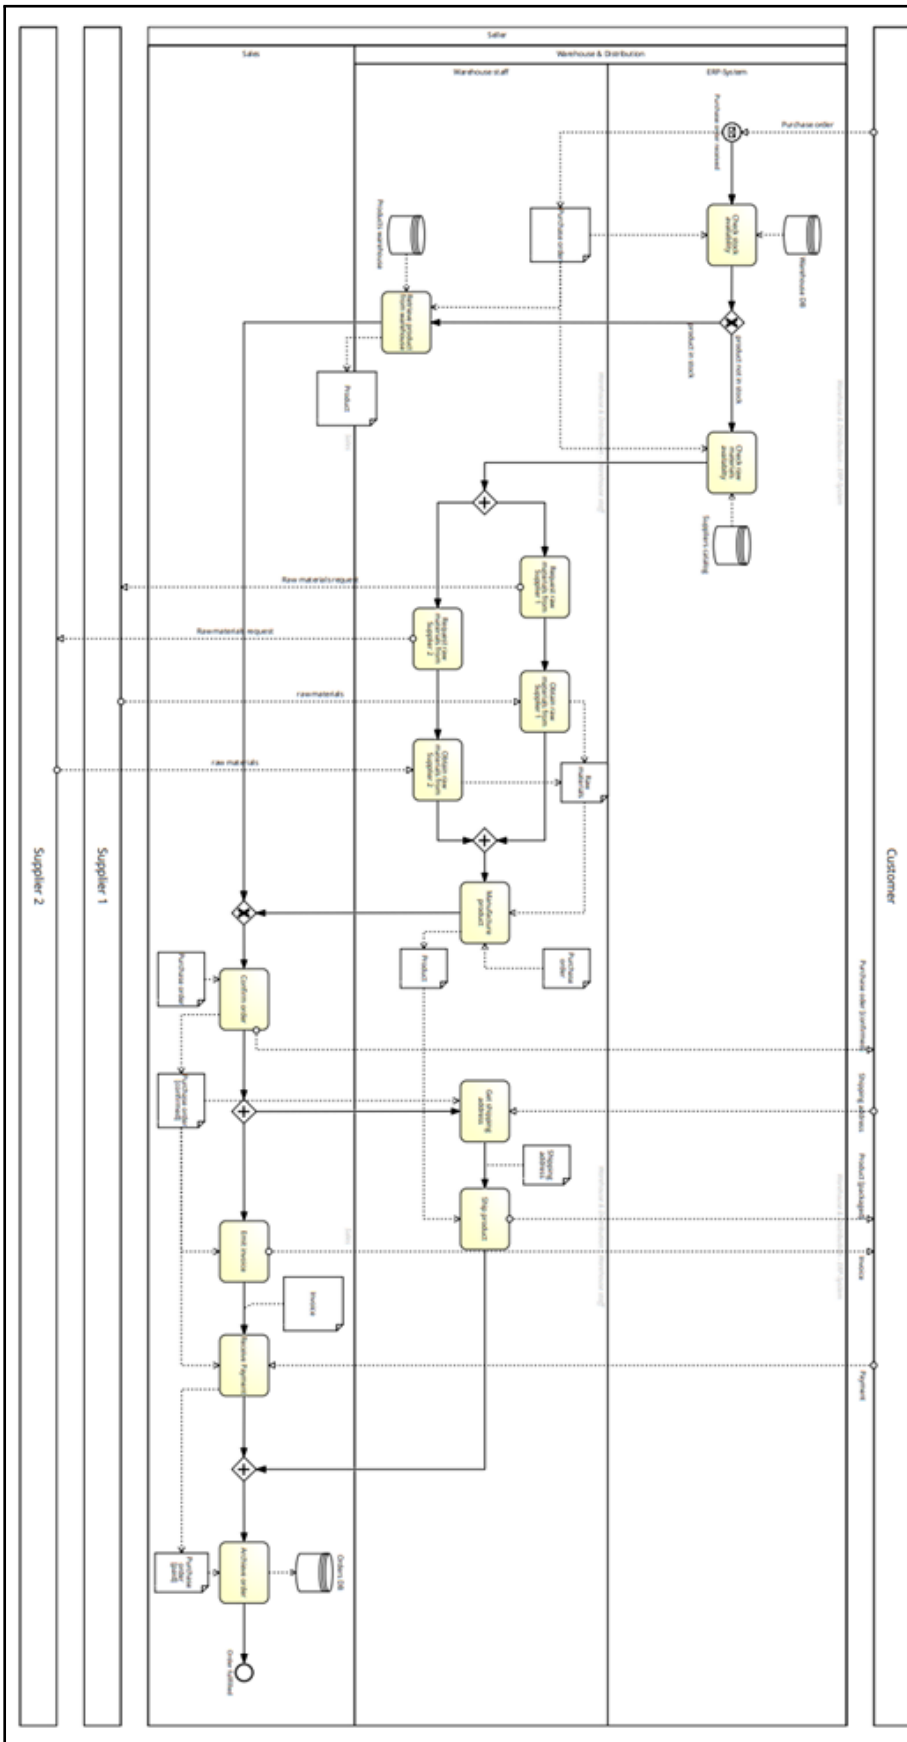 Seller
Sales
Warehouse & Distribution
Warehouse staff
ERP-System
Customer
Supplier 1
Supplier 2
Purchase order
Purchase order received
Check stock
availability
Warehouse DB
Purchase order
Products warehouse
Retrieve product
from warehouse
product in stock
product not in stock
Product
Check raw
materials
availability
Suppliers catalog
Request raw
materials from
Supplier 1
Raw materials request
Request raw
materials from
Supplier 2
Raw materials request
Obtain raw
materials from
Supplier 1
raw materials
Obtain raw
materials from
Supplier 2
raw materials
Raw
materials
Manufacture
product
Purchase
order
Product
Purchase order
Confirm order
Purchase order
(confirmed)
Shipping address
Get shipping
address
Shipping
address
Product (packaged)
Ship product
Invoice
Emit invoice
Invoice
Receive Payment
Payment
Purchase
order
(paid)
Archieve order
Orders DB
Order fulfilled